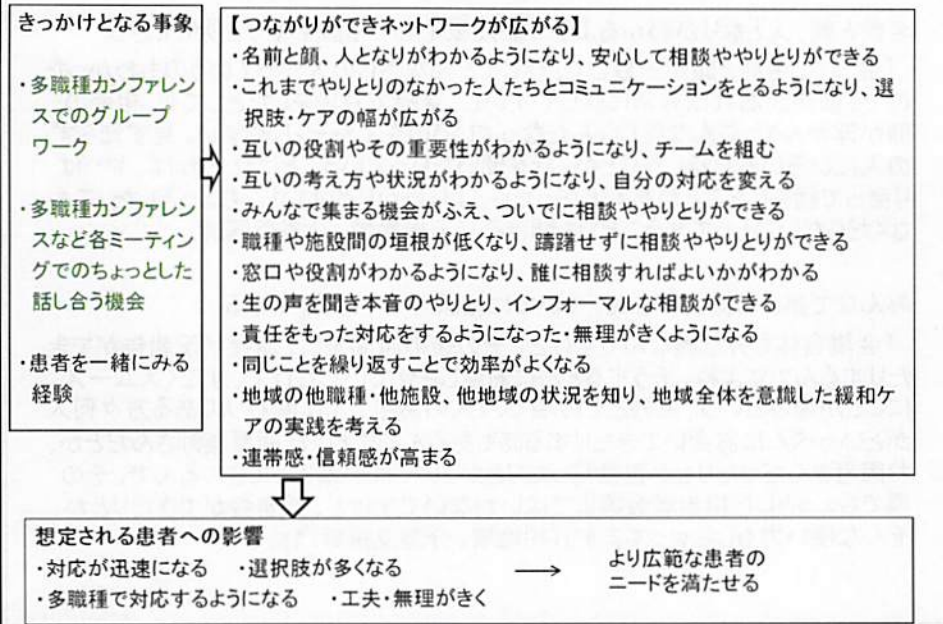 きっかけとなる事象
・多職種カンファレン
スでのグループ
ワーク
・多職種カンファレン
スなど各ミーティン
グでのちょっとした
話し合う機会
・患者を一緒にみる
経験
【つながりができネットワークが広がる】
・名前と顔、人となりがわかるようになり、安心して相談ややりとりができる
・これまでやりとりのなかった人たちとコミュニケーションをとるようになり、選
択肢・ケアの幅が広がる
・互いの役割やその重要性がわかるようになり、チームを組む
・互いの考え方や状況がわかるようになり、自分の対応を変える
・みんなで集まる機会がふえ、ついでに相談ややりとりができる
・職種や施設間の垣根が低くなり、躊躇せずに相談ややりとりができる
・窓口や役割がわかるようになり、誰に相談すればよいかがわかる
・生の声を聞き本音のやりとり、インフォーマルな相談ができる
・責任をもった対応をするようになった・無理がきくようになる
・同じことを繰り返すことで効率がよくなる
・地域の他職種・他施設、他地域の状況を知り、地域全体を意識した緩和ケ
アの実践を考える
・連帯感・信頼感が高まる
想定される患者への影響
・対応が迅速になる ・選択肢が多くなる
・多職種で対応するようになる ・工夫・無理がきく
より広範な患者の
ニードを満たせる